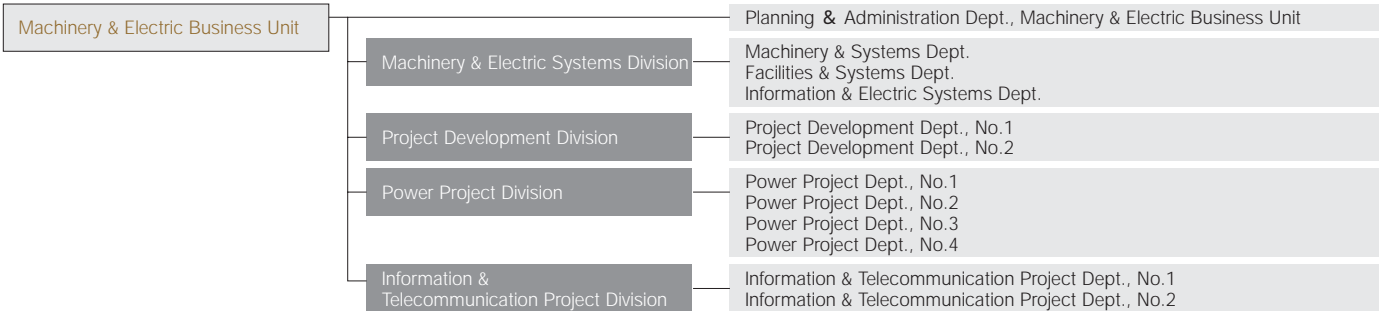 Machinery & Electric Business Unit
Planning & Administration Dept., Machinery & Electric Business Unit
Machinery & Electric Systems Division
Machinery & Systems Dept.
Facilities & Systems Dept.
Information & Electric Systems Dept.
Project Development Division
Project Development Dept., No.1
Project Development Dept., No.2
Power Project Division
Power Project Dept., No.1
Power Project Dept., No.2
Power Project Dept., No.3
Power Project Dept., No.4
Information &
Telecommunication Project Division
Information & Telecommunication Project Dept., No.1
Information & Telecommunication Project Dept., No.2